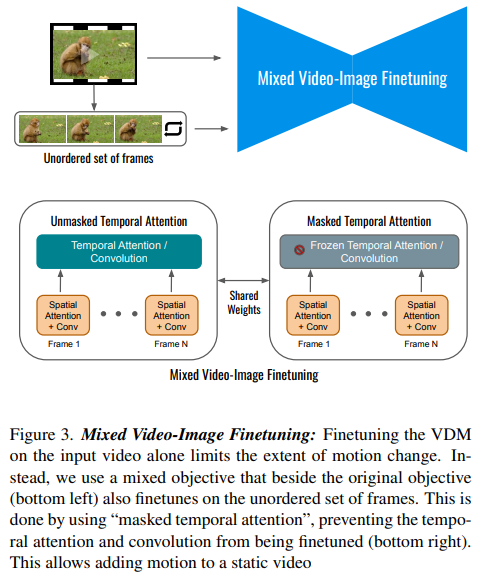 Mixed Video-Image Finetuning
Unordered set of frames
Unmasked Temporal Attention
Temporal Attention /
Convolution
Spatial
Attention
+ Conv
Spatial
Attention
+ Conv
Frame 1
Frame N
Shared
Weights
Masked Temporal Attention
Frozen Temporal Attention /
Convolution
Spatial
Attention
+ Conv
Spatial
Attention
+ Conv
Frame 1
Frame N
Mixed Video-Image Finetuning
Figure 3. Mixed Video-Image Finetuning: Finetuning the VDM
on the input video alone limits the extent of motion change. In-
stead, we use a mixed objective that beside the original objective
(bottom left) also finetunes on the unordered set of frames. This is
done by using “masked temporal attention”, preventing the tempo-
ral attention and convolution from being finetuned (bottom right).
This allows adding motion to a static video